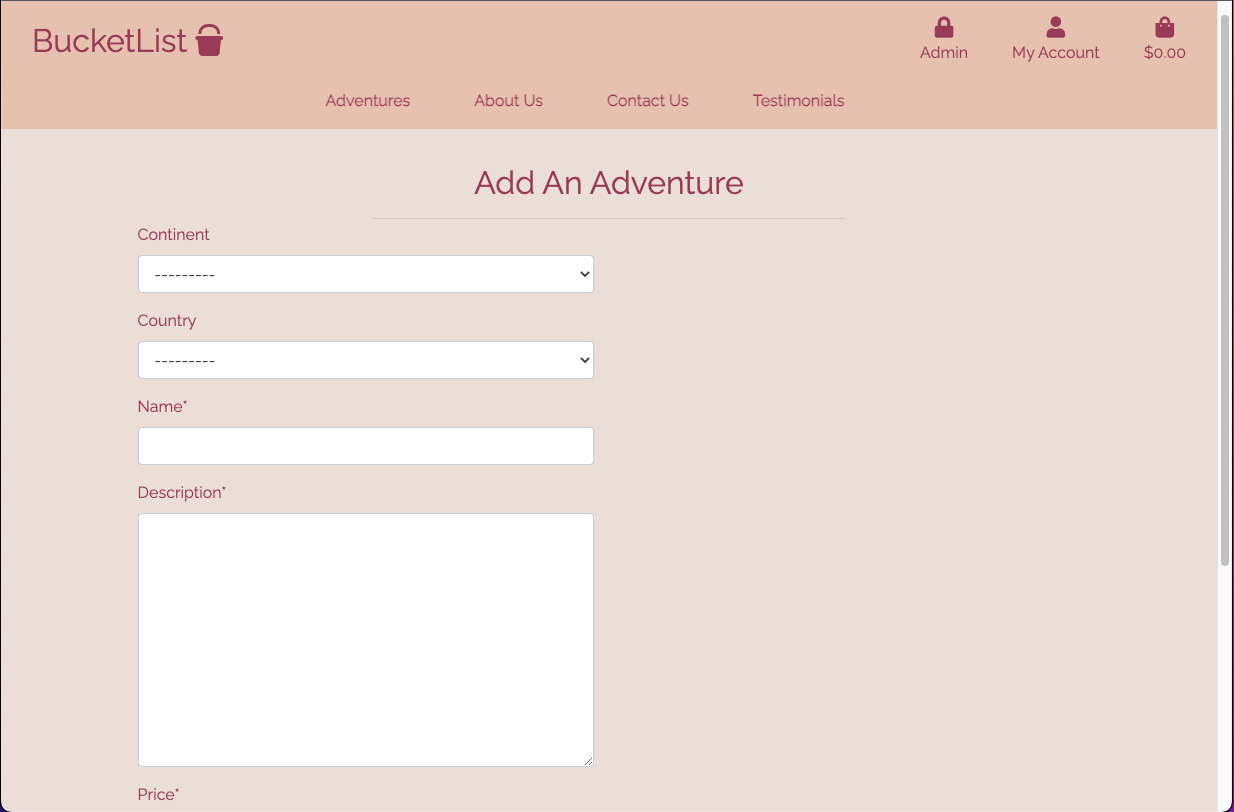 BucketList
Admin
My Account
$0.00
Adventures
About Us
Contact Us
Testimonials
Add An Adventure
Continent
---------
Country
---------
Name*
Description*
Price*